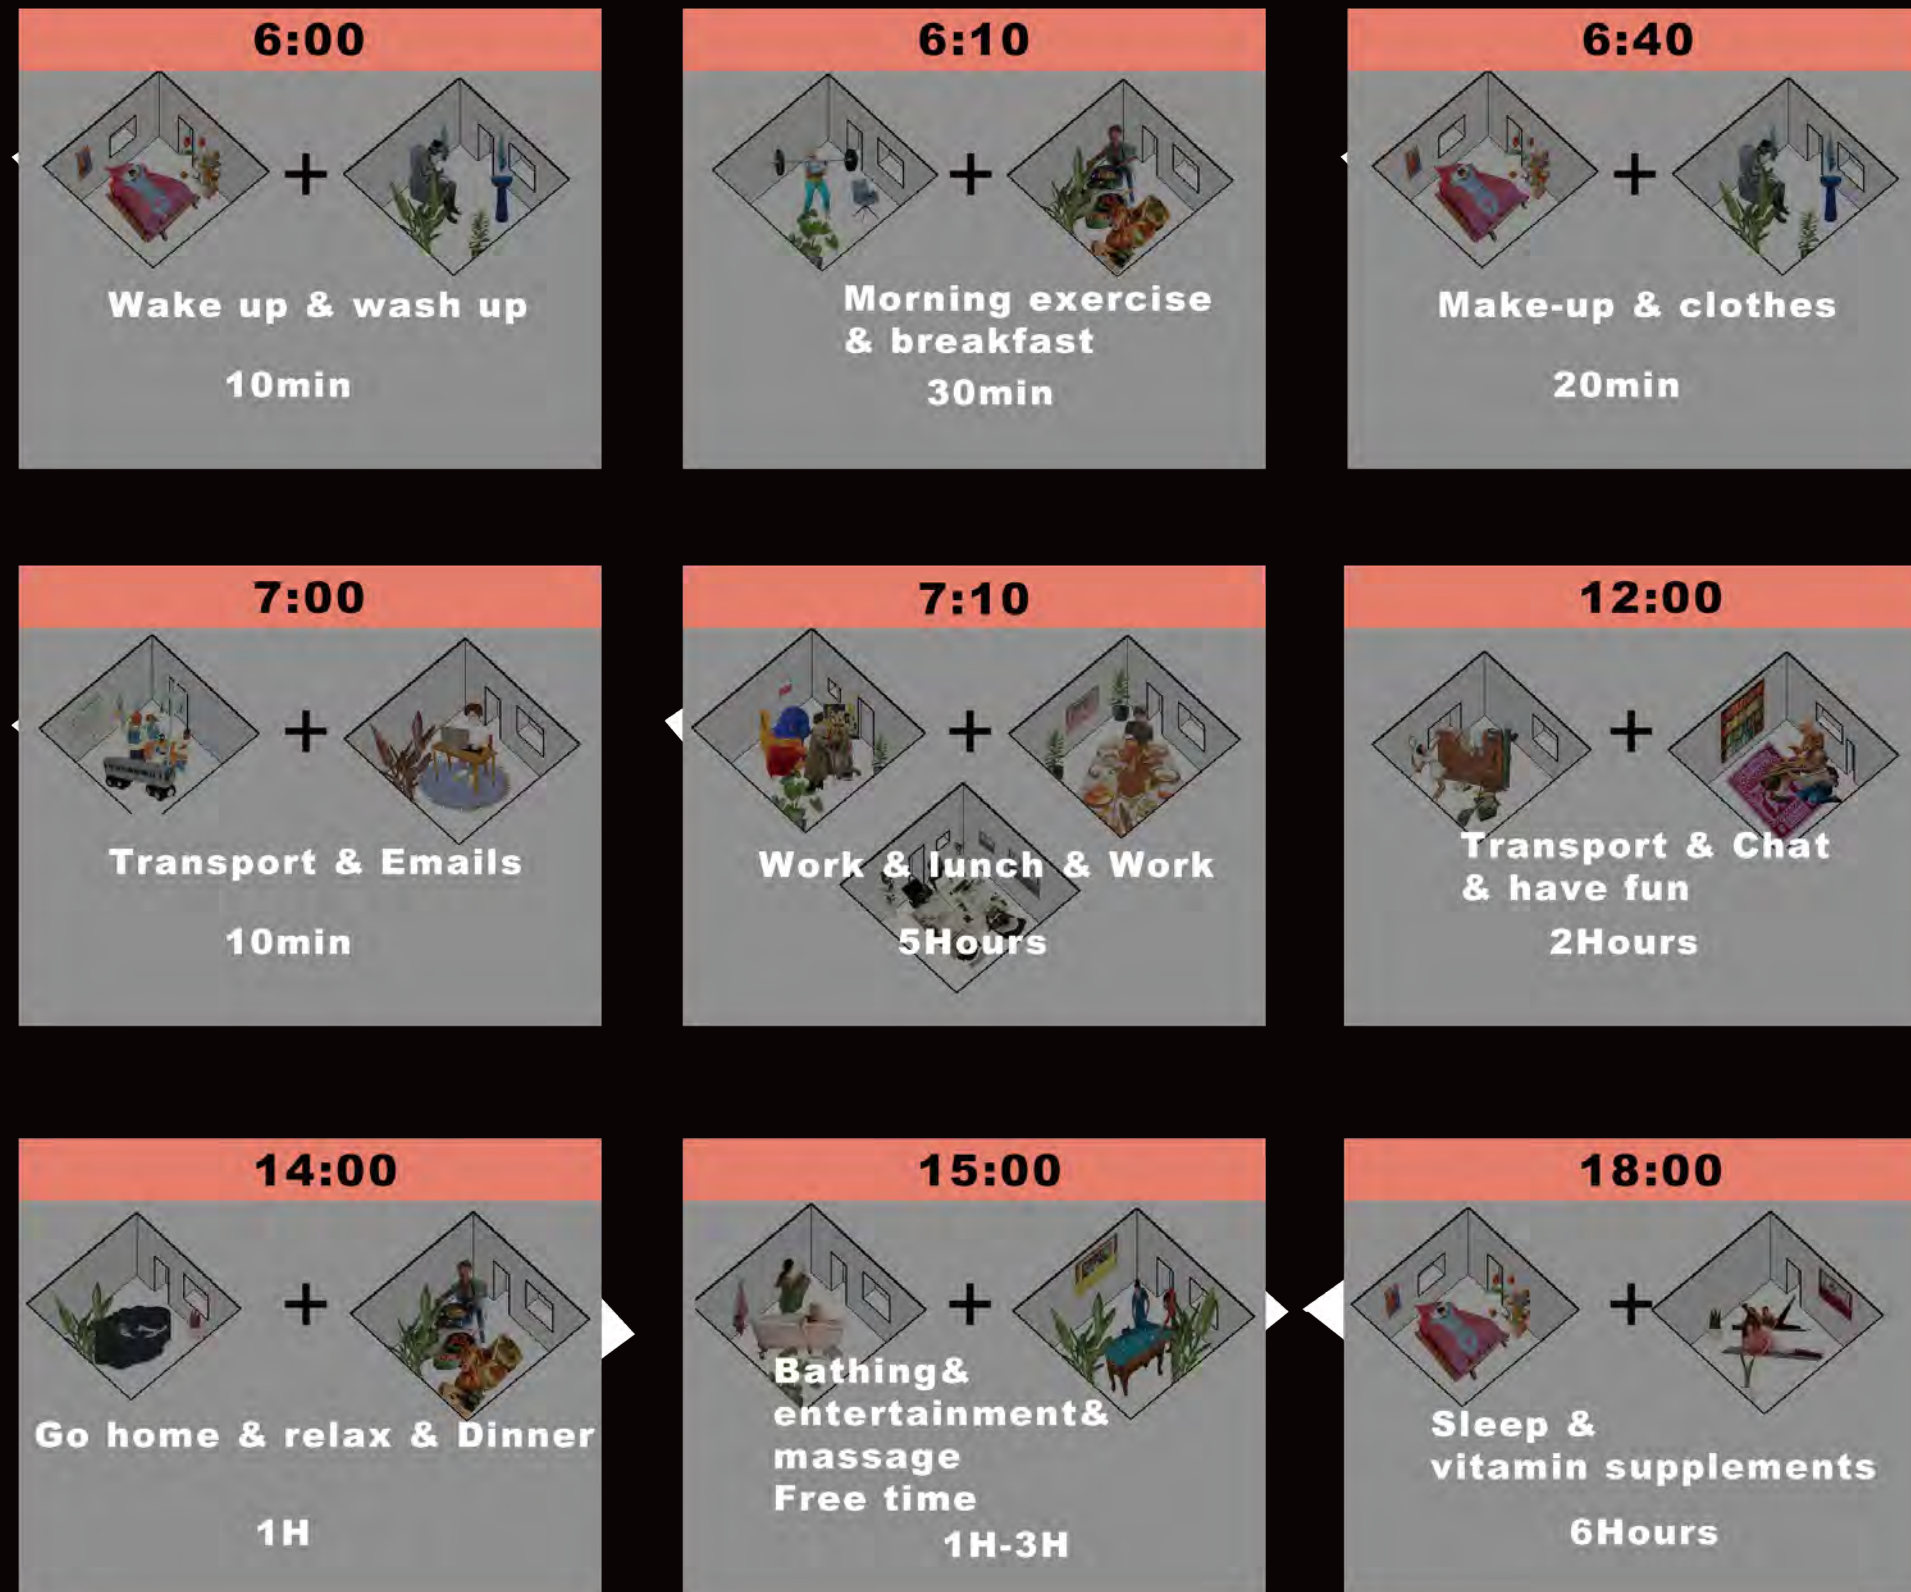 6:00
Wake up & wash up
10min
6:10
Morning exercise
& breakfast
30min
6:40
Make-up & clothes
20min
7:00
Transport & Emails
10min
7:10
Work & lunch & Work
5Hours
12:00
Transport & Chat
& have fun
2Hours
14:00
Go home & relax & Dinner
1H
15:00
Bathing&
entertainment&
massage
Free time
1H-3H
18:00
Sleep &
vitamin supplements
6Hours